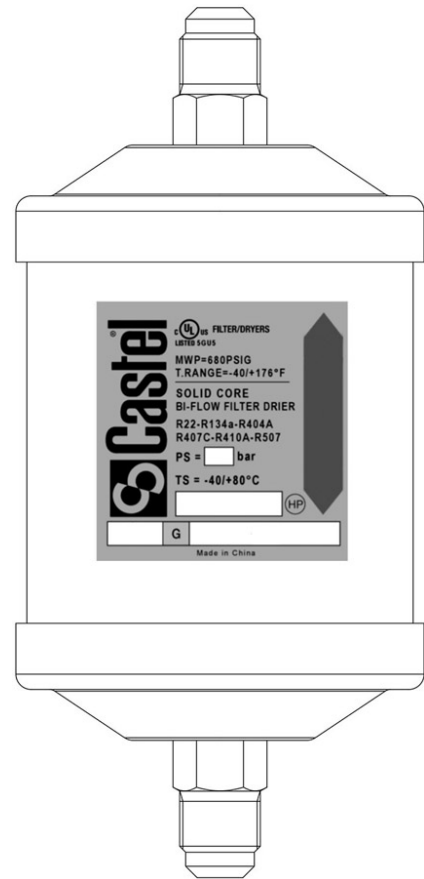 Castel®
C UL US FILTER/DRYERS
LISTED SGUS
MWP=680PSIG
T.RANGE=-40/+176°F
SOLID CORE
BI-FLOW FILTER DRIER
R22-R134a-R404A
R407C-R410A-R507
PS = bar
TS = -40/+80°C
HP
G
Made in China